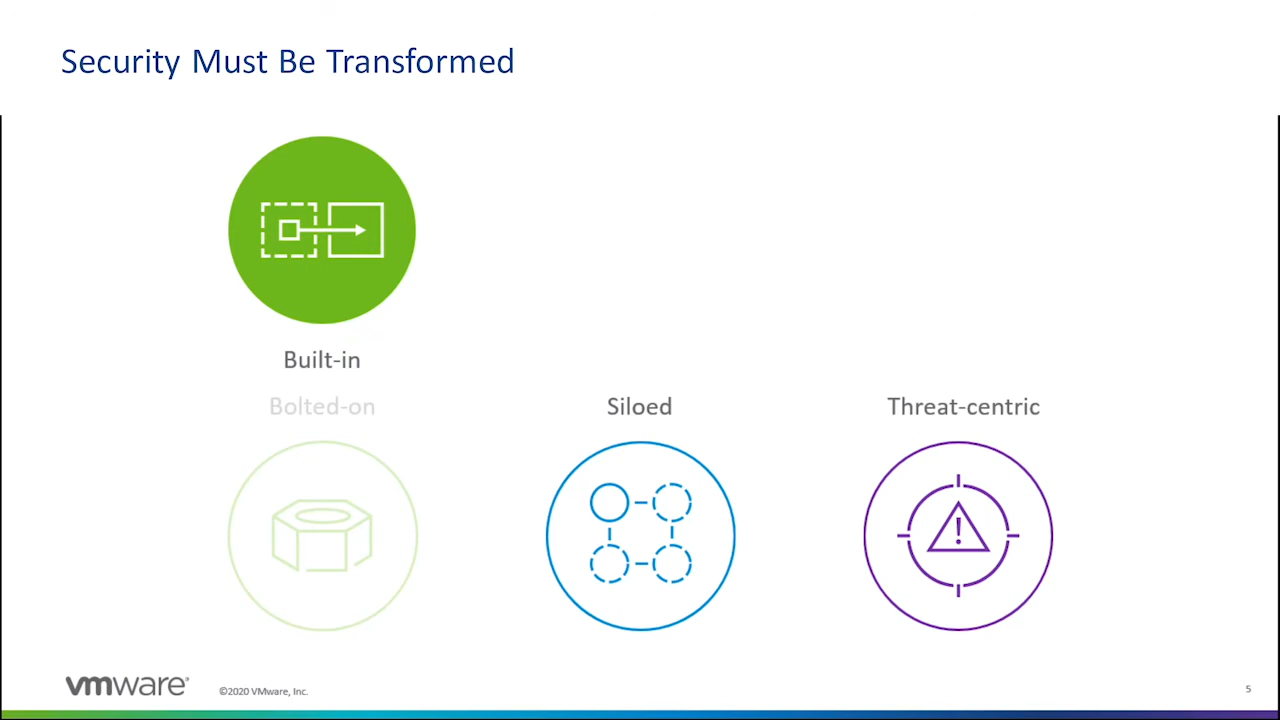 Security Must Be Transformed
Built-in
Bolted-on
Siloed
Threat-centric
!
vmware®
©2020 VMware, Inc.
5